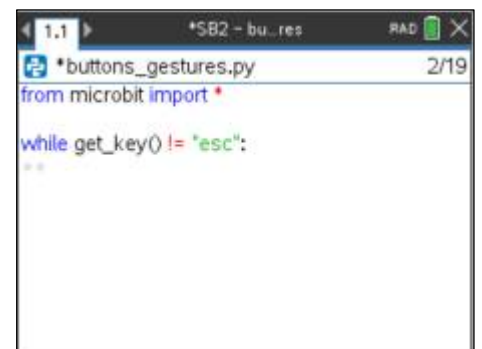 1.1 *SB2 - bu...res RAD
*buttons_gestures.py 2/19
from microbit import *
while get_key() != "esc":